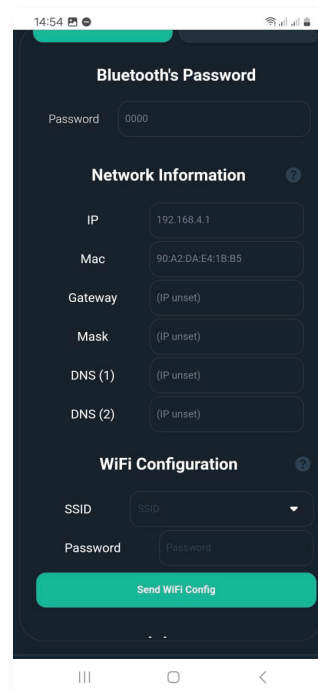 14:54
Bluetooth's Password
Password 0000
Network Information ?
IP 192.168.4.1
Mac 90:A2:DA:E4:1B:B5
Gateway (IP unset)
Mask (IP unset)
DNS (1) (IP unset)
DNS (2) (IP unset)
WiFi Configuration ?
SSID SSID
Password Password
Send WiFi Config